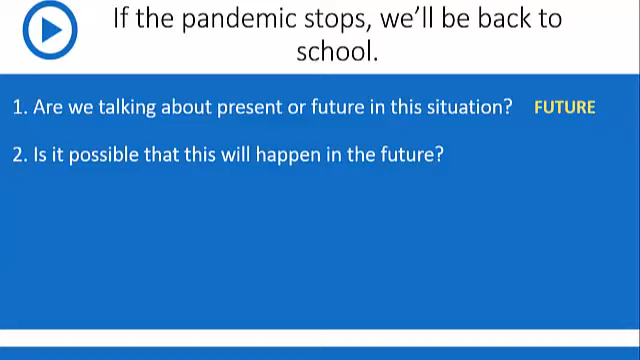 If the pandemic stops, we’ll be back to
school.
1. Are we talking about present or future in this situation? FUTURE
2. Is it possible that this will happen in the future?